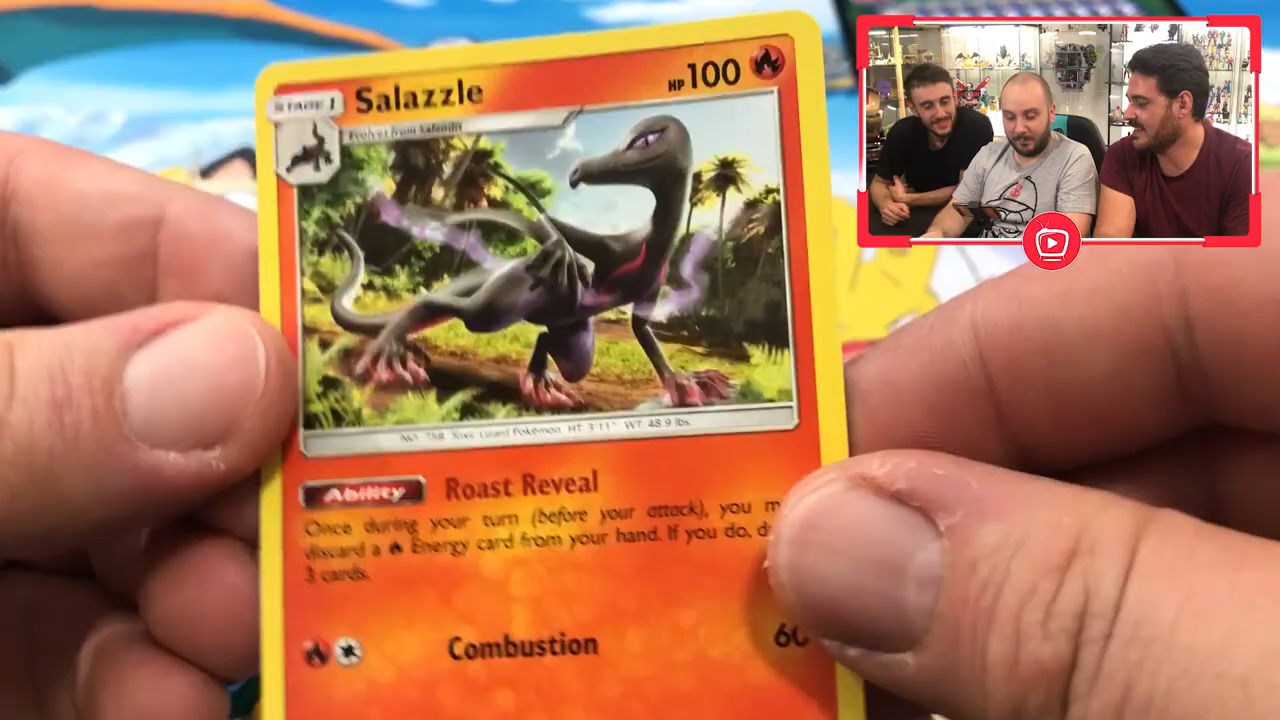 STAGE 1
Salazzle
HP 100
Evolves from Salandit
NO. 758 Toxic Lizard Pokémon HT: 3'11" WT: 48.9 lbs.
Ability Roast Reveal
Once during your turn (before your attack), you
discard a Energy card from your hand. If you do,
3 cards.
Combustion 60